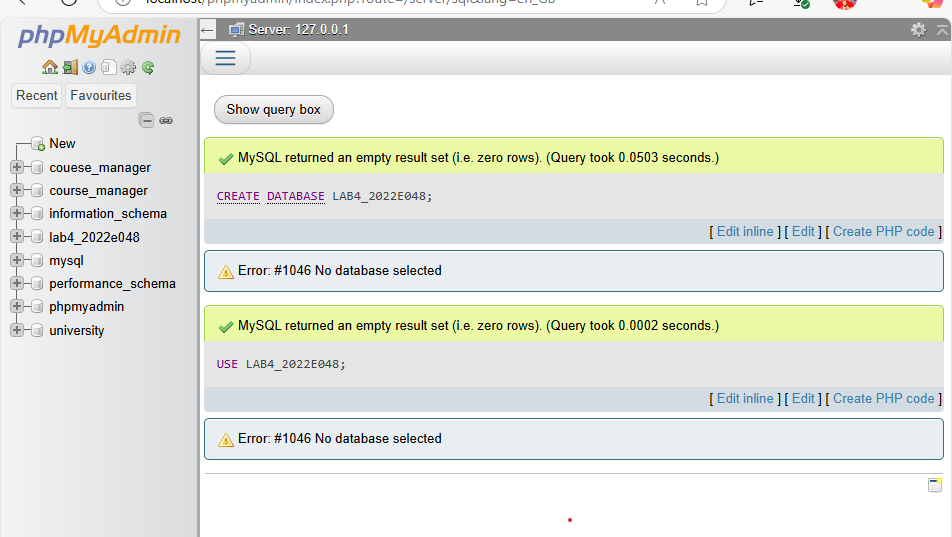 localhost/phpmyadmin/index.php?route=/server/sql&lang=en_GB
phpMyAdmin
Recent
Favourites
New
couese_manager
course_manager
information_schema
lab4_2022e048
mysql
performance_schema
phpmyadmin
university
Server: 127.0.0.1
Show query box
MySQL returned an empty result set (i.e. zero rows). (Query took 0.0503 seconds.)
CREATE DATABASE LAB4_2022E048;
[ Edit inline ] [ Edit ] [ Create PHP code ]
Error: #1046 No database selected
MySQL returned an empty result set (i.e. zero rows). (Query took 0.0002 seconds.)
USE LAB4_2022E048;
[ Edit inline ] [ Edit ] [ Create PHP code ]
Error: #1046 No database selected